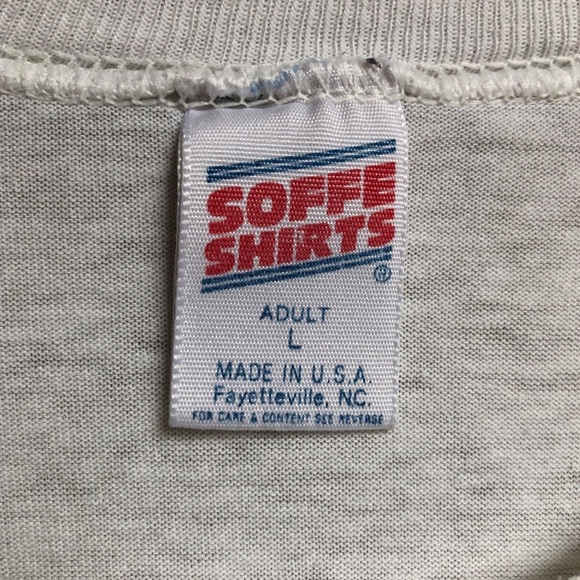 SOFFE
SHIRTS®
ADULT
L
MADE IN U.S.A.
Fayetteville, NC.
FOR CARE & CONTENT SEE REVERSE